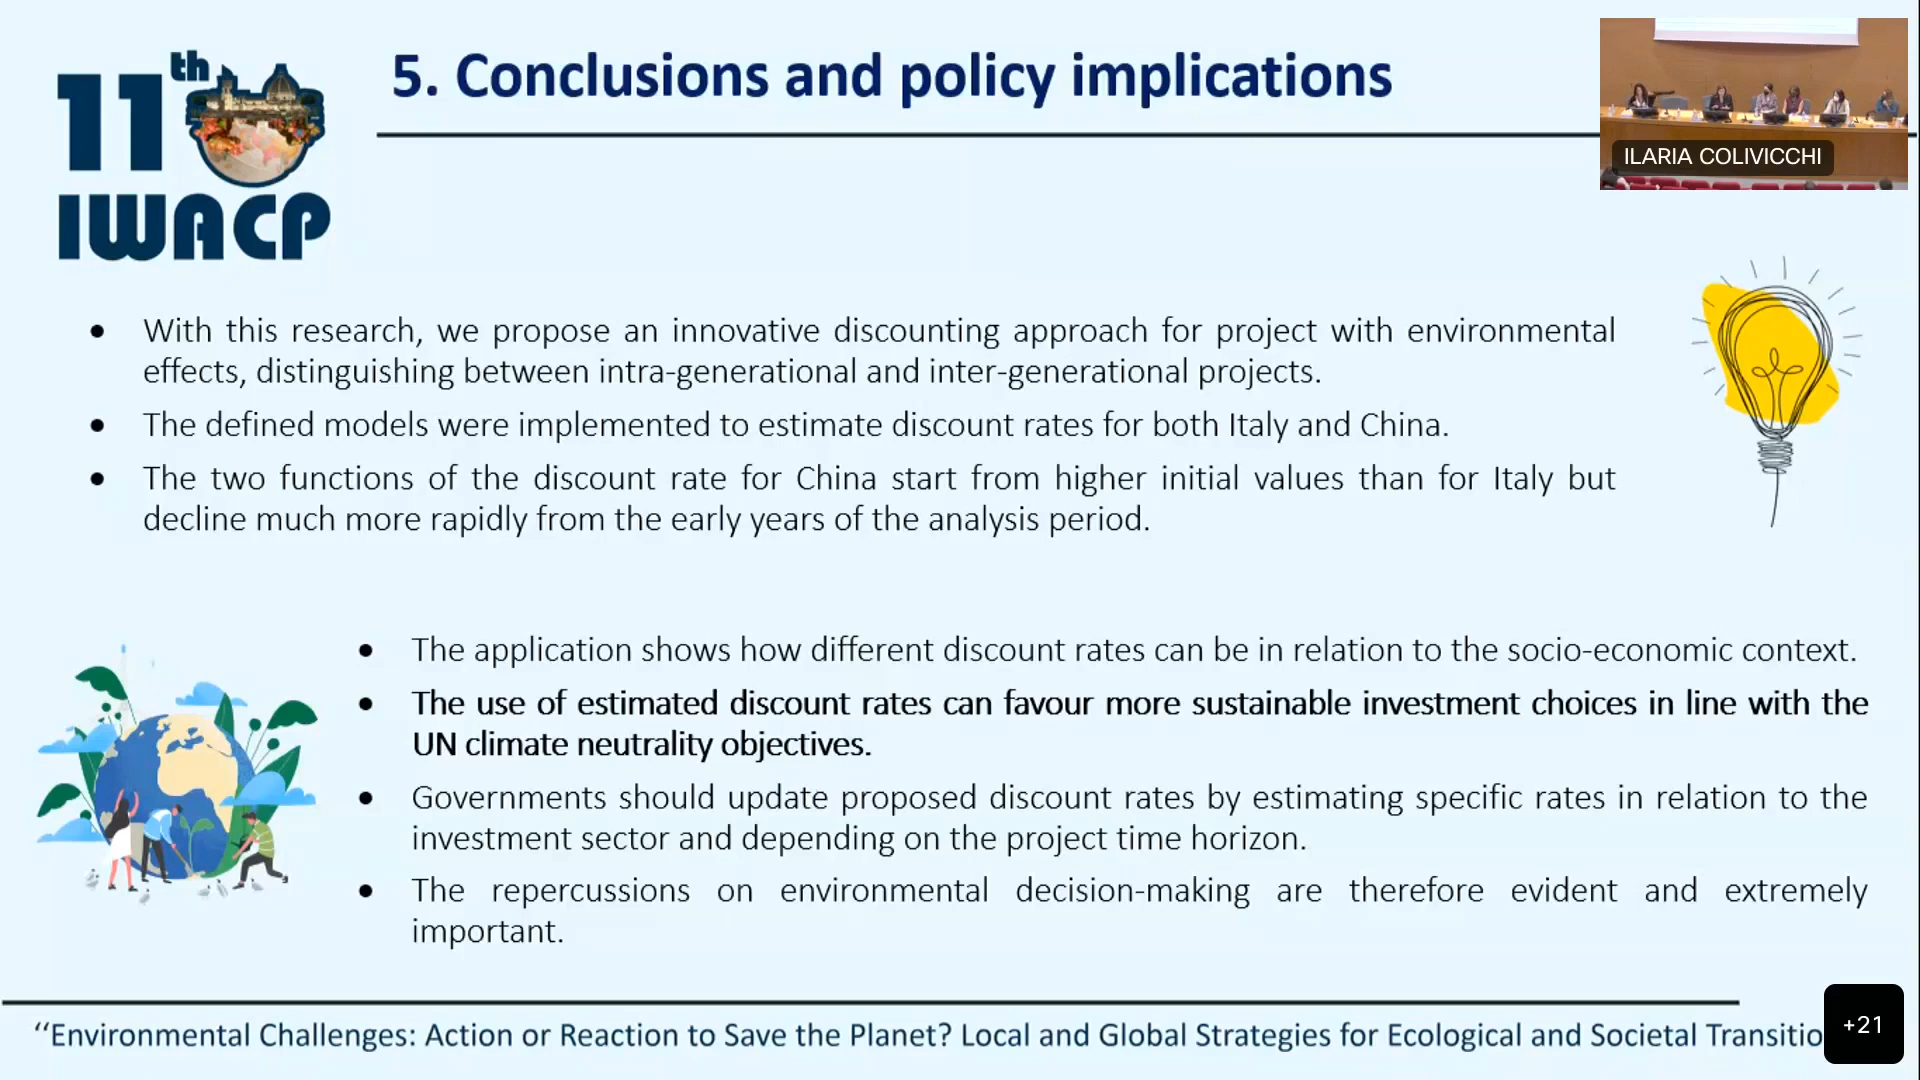 11th
IWACP
5. Conclusions and policy implications
ILARIA COLIVICCHI
• With this research, we propose an innovative discounting approach for project with environmental
effects, distinguishing between intra-generational and inter-generational projects.
• The defined models were implemented to estimate discount rates for both Italy and China.
• The two functions of the discount rate for China start from higher initial values than for Italy but
decline much more rapidly from the early years of the analysis period.
• The application shows how different discount rates can be in relation to the socio-economic context.
• The use of estimated discount rates can favour more sustainable investment choices in line with the
UN climate neutrality objectives.
• Governments should update proposed discount rates by estimating specific rates in relation to the
investment sector and depending on the project time horizon.
• The repercussions on environmental decision-making are therefore evident and extremely
important.
“Environmental Challenges: Action or Reaction to Save the Planet? Local and Global Strategies for Ecological and Societal Transitio
+21